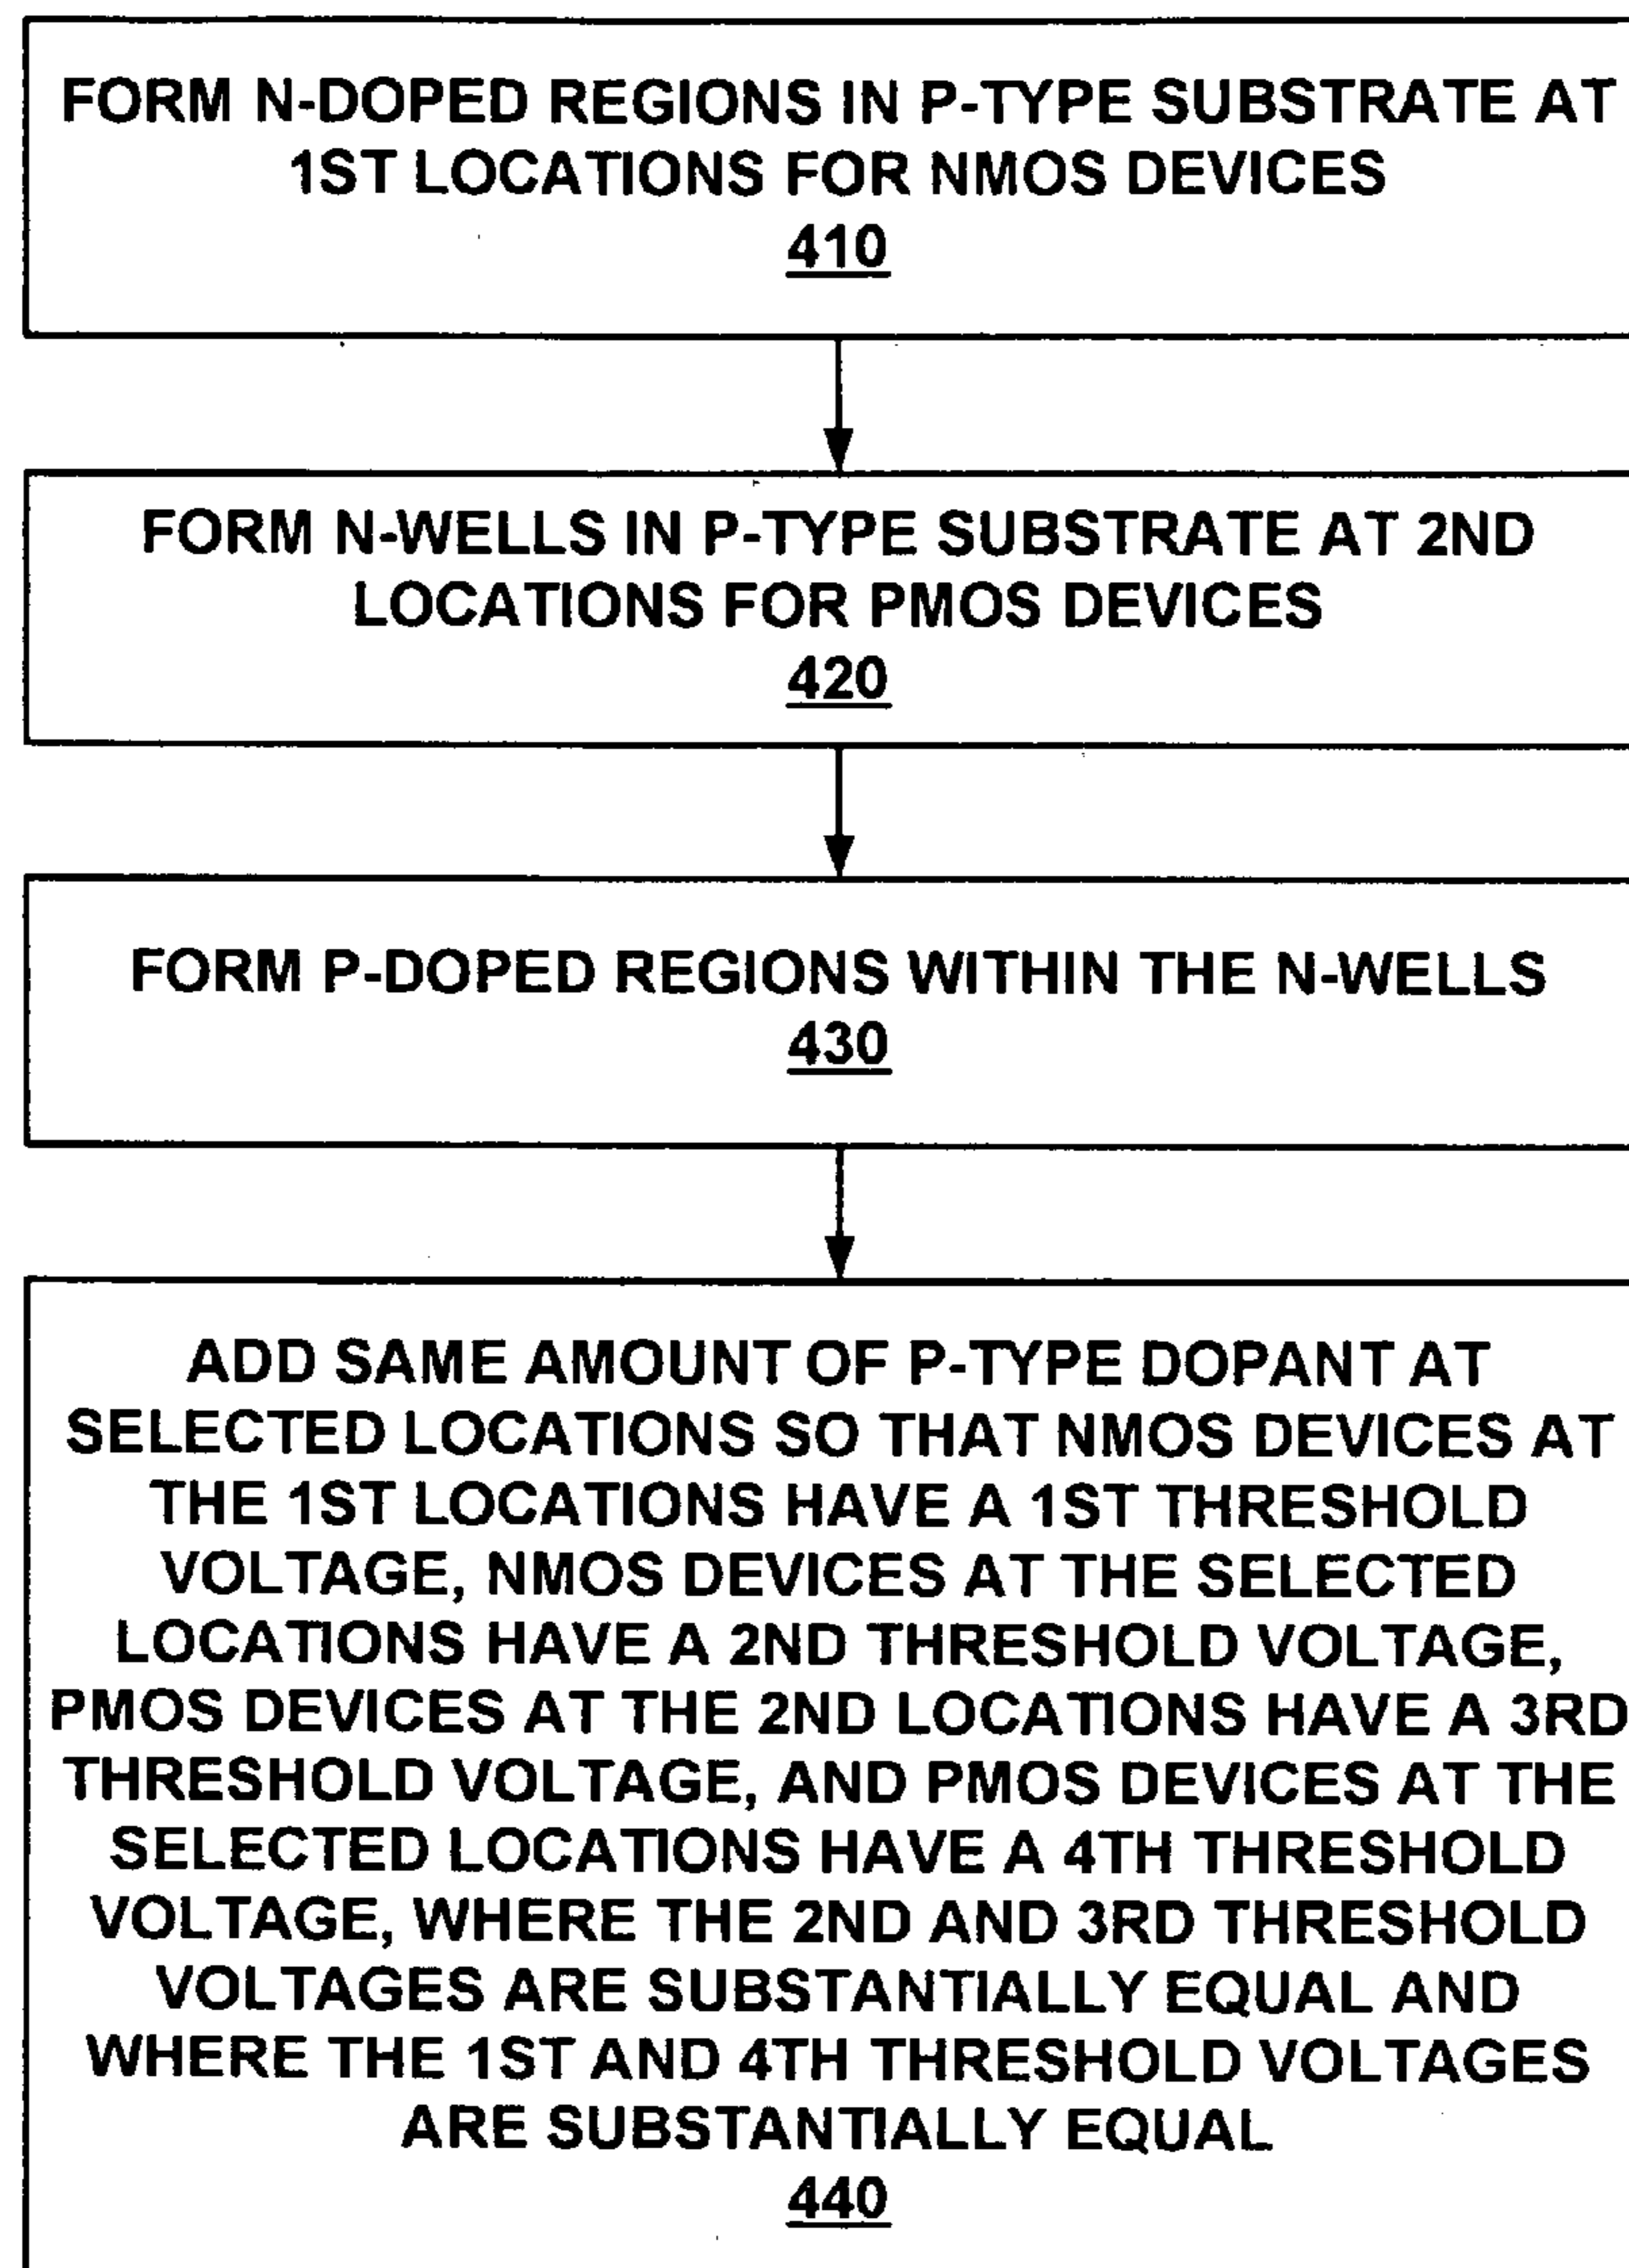 FORM N-DOPED REGIONS IN P-TYPE SUBSTRATE AT
1ST LOCATIONS FOR NMOS DEVICES
410
FORM N-WELLS IN P-TYPE SUBSTRATE AT 2ND
LOCATIONS FOR PMOS DEVICES
420
FORM P-DOPED REGIONS WITHIN THE N-WELLS
430
ADD SAME AMOUNT OF P-TYPE DOPANT AT
SELECTED LOCATIONS SO THAT NMOS DEVICES AT
THE 1ST LOCATIONS HAVE A 1ST THRESHOLD
VOLTAGE, NMOS DEVICES AT THE SELECTED
LOCATIONS HAVE A 2ND THRESHOLD VOLTAGE,
PMOS DEVICES AT THE 2ND LOCATIONS HAVE A 3RD
THRESHOLD VOLTAGE, AND PMOS DEVICES AT THE
SELECTED LOCATIONS HAVE A 4TH THRESHOLD
VOLTAGE, WHERE THE 2ND AND 3RD THRESHOLD
VOLTAGES ARE SUBSTANTIALLY EQUAL AND
WHERE THE 1ST AND 4TH THRESHOLD VOLTAGES
ARE SUBSTANTIALLY EQUAL
440